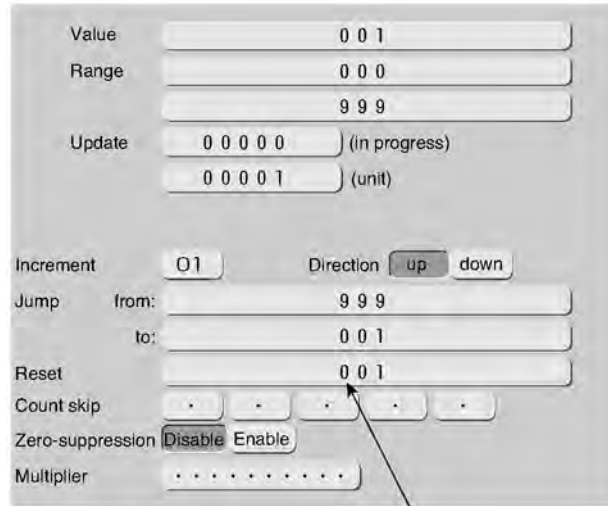 Value 0 0 1
Range 0 0 0
9 9 9
Update 0 0 0 0 0 (in progress)
0 0 0 0 1 (unit)
Increment 01 Direction up down
Jump from: 9 9 9
to: 0 0 1
Reset 0 0 1
Count skip · · · · ·
Zero-suppression Disable Enable
Multiplier · · · · · · · · · ·